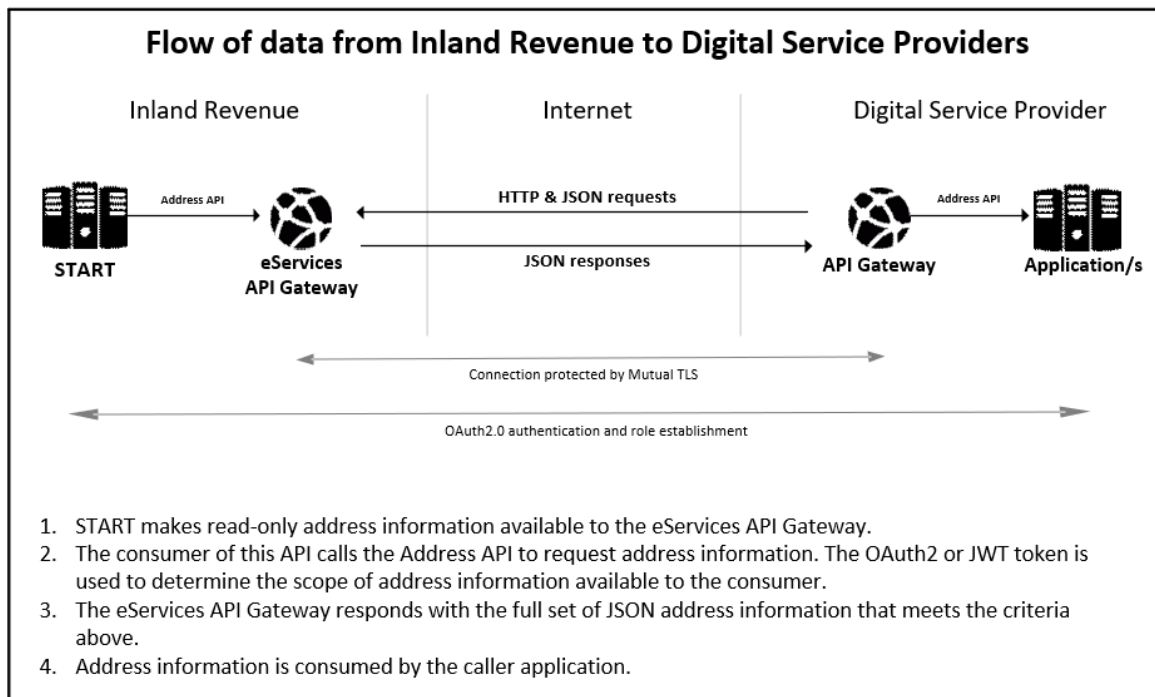 Flow of data from Inland Revenue to Digital Service Providers
Inland Revenue
Internet
Digital Service Provider
Address API
HTTP & JSON requests
Address API
START
eServices
API Gateway
JSON responses
API Gateway
Application/s
Connection protected by Mutual TLS
OAuth2.0 authentication and role establishment
1. START makes read-only address information available to the eServices API Gateway.
2. The consumer of this API calls the Address API to request address information. The OAuth2 or JWT token is
used to determine the scope of address information available to the consumer.
3. The eServices API Gateway responds with the full set of JSON address information that meets the criteria
above.
4. Address information is consumed by the caller application.